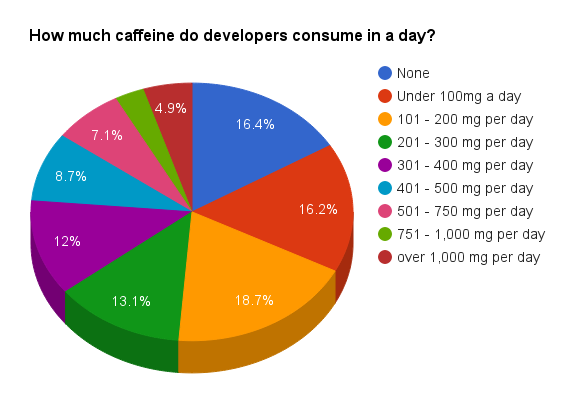 How much caffeine do developers consume in a day?
None
Under 100mg a day
101 - 200 mg per day
201 - 300 mg per day
301 - 400 mg per day
401 - 500 mg per day
501 - 750 mg per day
751 - 1,000 mg per day
over 1,000 mg per day
16.4%
16.2%
18.7%
13.1%
12%
8.7%
7.1%
4.9%